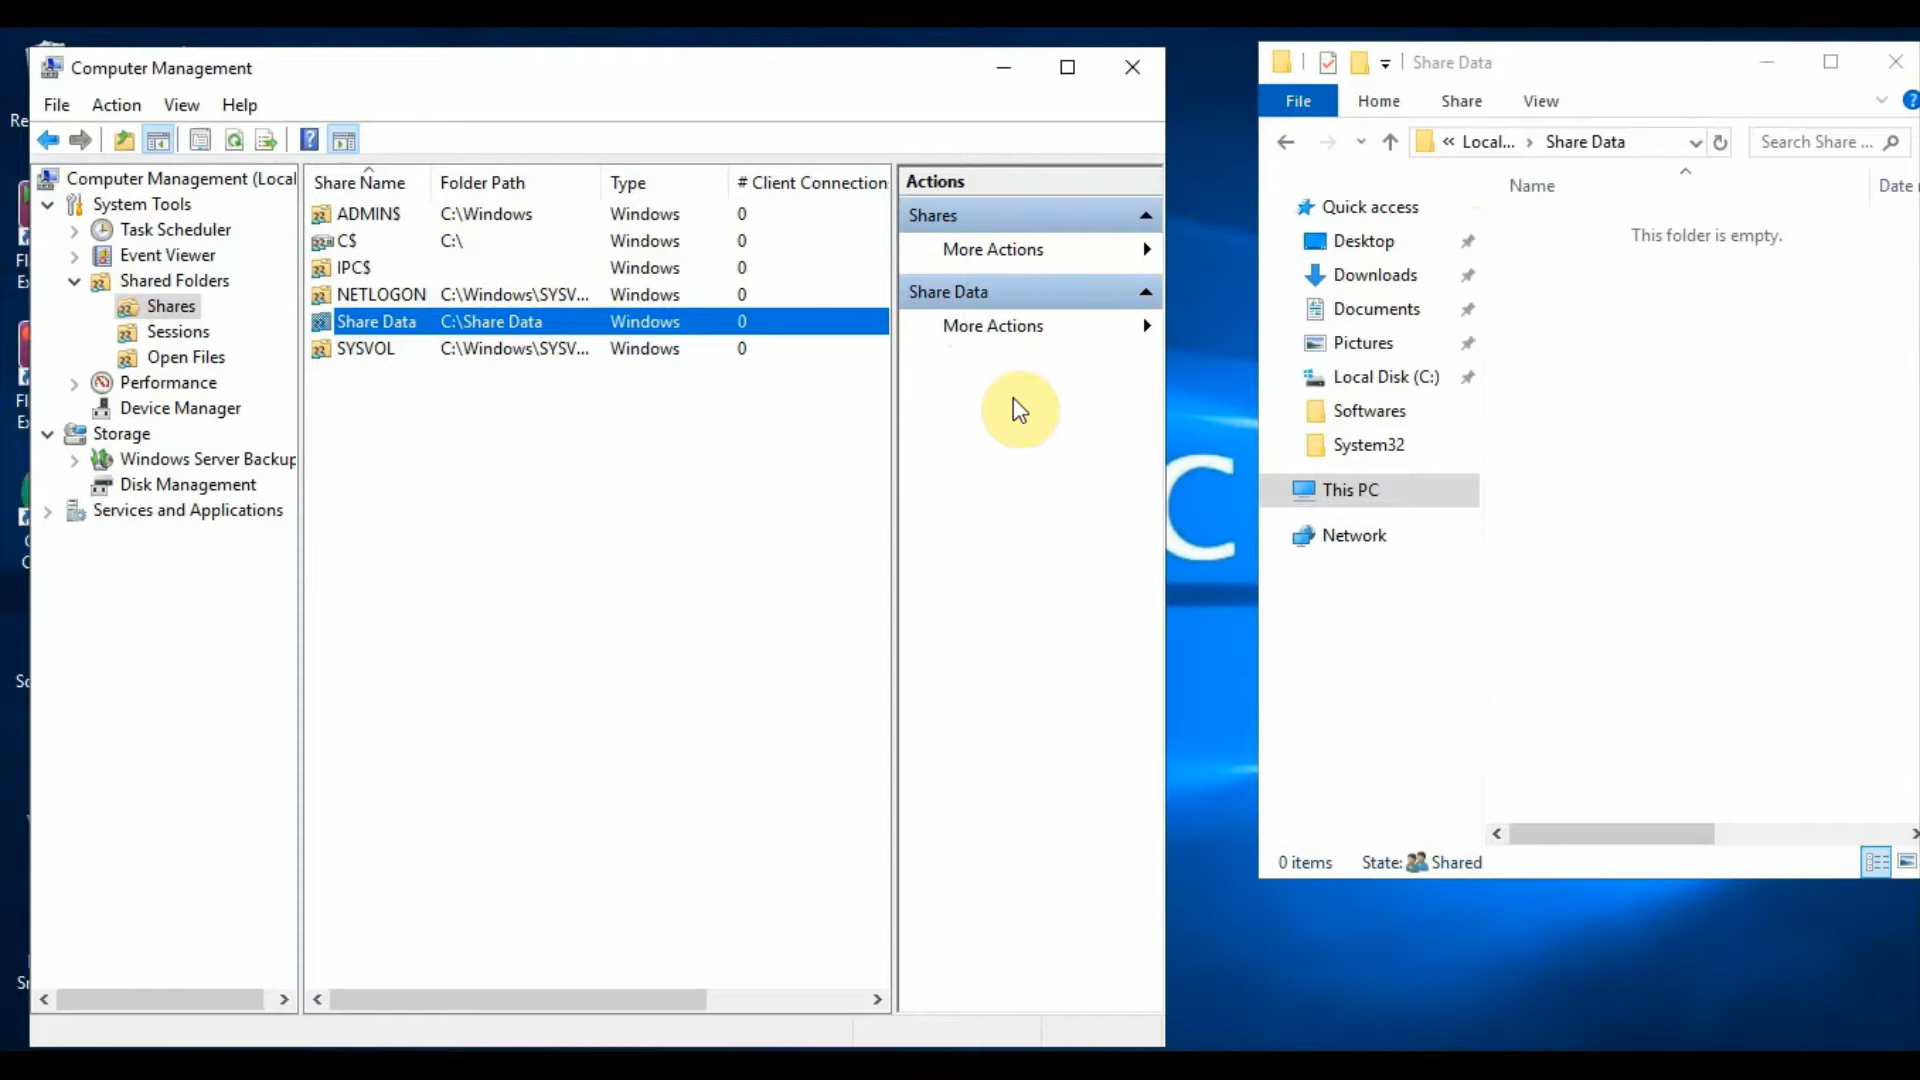 Computer Management
File Action View Help
Computer Management (Local
System Tools
Task Scheduler
Event Viewer
Shared Folders
Shares
Sessions
Open Files
Performance
Device Manager
Storage
Windows Server Backup
Disk Management
Services and Applications
Share Name Folder Path Type # Client Connection
ADMIN$ C:\Windows Windows 0
C$ C:\ Windows 0
IPC$ Windows 0
NETLOGON C:\Windows\SYSV... Windows 0
Share Data C:\Share Data Windows 0
SYSVOL C:\Windows\SYSV... Windows 0
Actions
Shares
More Actions
Share Data
More Actions
Share Data
File Home Share View
« Local... › Share Data
Search Share ...
Name Date
Quick access
Desktop
Downloads
Documents
Pictures
Local Disk (C:)
Softwares
System32
This PC
Network
This folder is empty.
0 items State: Shared
C
Re